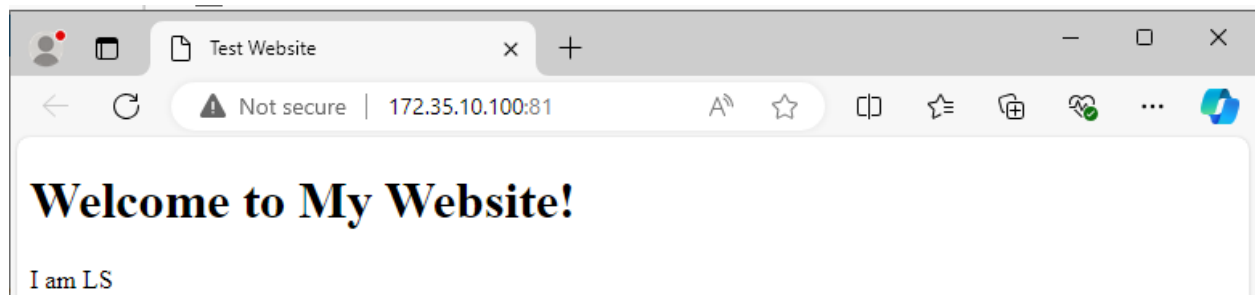 Test Website
Not secure | 172.35.10.100:81
Welcome to My Website!
I am LS